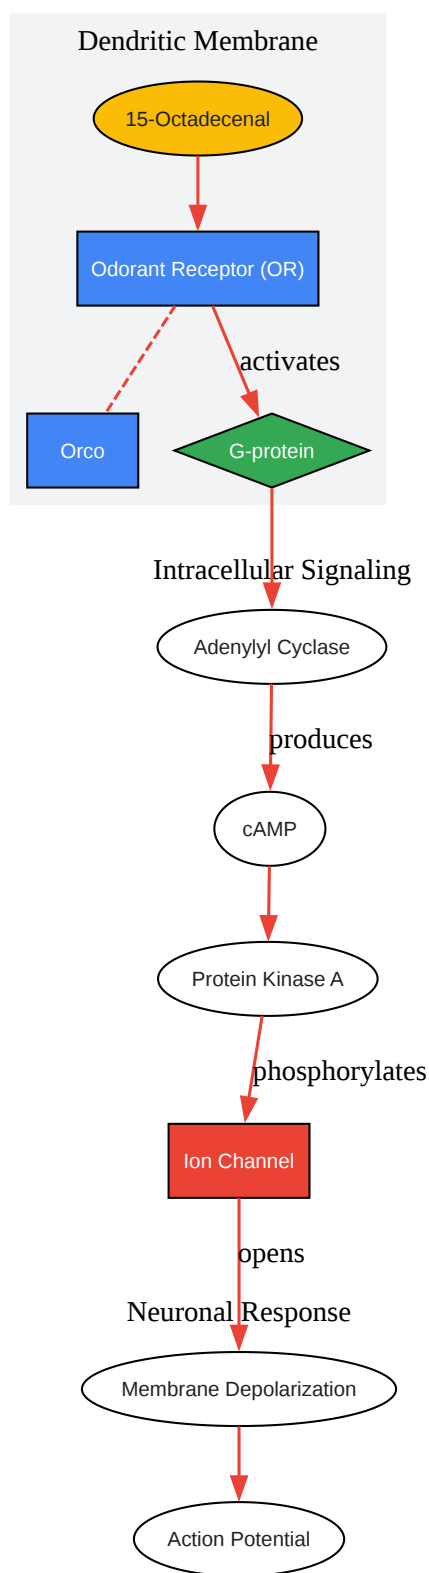 Dendritic Membrane
15-Octadecenal
Odorant Receptor (OR)
activates
Orco
G-protein
Intracellular Signaling
Adenylyl Cyclase
produces
cAMP
Protein Kinase A
phosphorylates
Ion Channel
opens
Neuronal Response
Membrane Depolarization
Action Potential